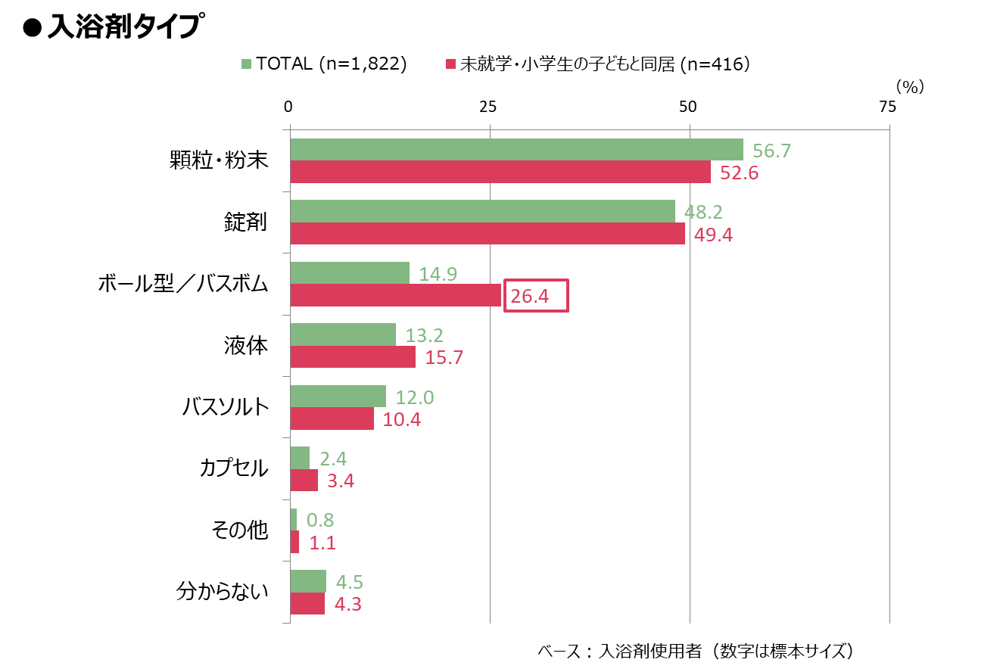 ●入浴剤タイプ
TOTAL (n=1,822) 未就学・小学生の子どもと同居 (n=416)
(%)
0 25 50 75
顆粒・粉末 56.7
52.6
錠剤 48.2
49.4
ボール型／バスボム 14.9
26.4
液体 13.2
15.7
バスソルト 12.0
10.4
カプセル 2.4
3.4
その他 0.8
1.1
分からない 4.5
4.3
ベース：入浴剤使用者（数字は標本サイズ）